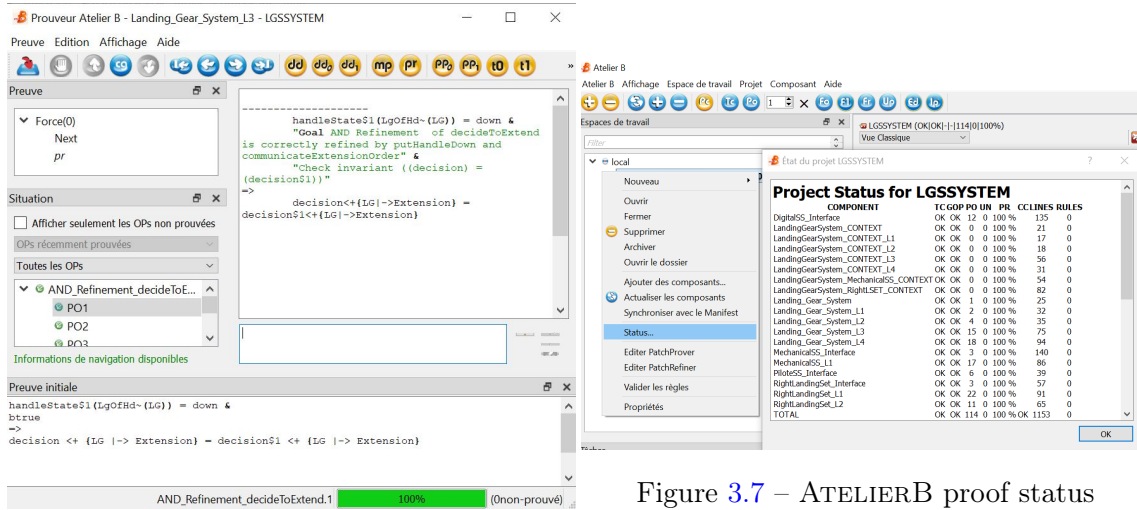 Prouveur Atelier B - Landing_Gear_System_L3 - LGSSYSTEM
Preuve Edition Affichage Aide
dd dd₀ dd₁ mp pr PP₀ PP₁ t0 t1 »
Preuve
Force(0)
Next
pr
Situation
Afficher seulement les OPs non prouvées
OPs récemment prouvées
Toutes les OPs
AND_Refinement_decideToE...
PO1
PO2
PO3
Informations de navigation disponibles
--------------------
handleState$1(LgOfHd~(LG)) = down &
"Goal AND Refinement of decideToExtend
is correctly refined by putHandleDown and
communicateExtensionOrder" &
"Check invariant ((decision) =
(decision$1))"
=>
decision<+{LG|->Extension} =
decision$1<+{LG|->Extension}
Preuve initiale
handleState$1(LgOfHd~(LG)) = down &
btrue
=>
decision <+ {LG |-> Extension} = decision$1 <+ {LG |-> Extension}
AND_Refinement_decideToExtend.1 100% (0non-prouvé)
Atelier B
Atelier B Affichage Espace de travail Projet Composant Aide
1
Espaces de travail
Filter
local
LGSSYSTEM (OK|OK|-|-|114|0|100%)
Vue Classique
Nouveau
Ouvrir
Fermer
Supprimer
Archiver
Ouvrir le dossier
Ajouter des composants...
Actualiser les composants
Synchroniser avec le Manifest
Status...
Editer PatchProver
Editer PatchRefiner
Valider les règles
Propriétés
État du projet LGSSYSTEM ?
Project Status for LGSSYSTEM
COMPONENT TC GOP PO UN PR CC LINES RULES
DigitalSS_Interface OK OK 12 0 100 % 135 0
LandingGearSystem_CONTEXT OK OK 0 0 100 % 21 0
LandingGearSystem_CONTEXT_L1 OK OK 0 0 100 % 17 0
LandingGearSystem_CONTEXT_L2 OK OK 0 0 100 % 18 0
LandingGearSystem_CONTEXT_L3 OK OK 0 0 100 % 56 0
LandingGearSystem_CONTEXT_L4 OK OK 0 0 100 % 31 0
LandingGearSystem_MechanicalSS_CONTEXT OK OK 0 0 100 % 54 0
LandingGearSystem_RightLSET_CONTEXT OK OK 0 0 100 % 82 0
Landing_Gear_System OK OK 1 0 100 % 25 0
Landing_Gear_System_L1 OK OK 2 0 100 % 32 0
Landing_Gear_System_L2 OK OK 4 0 100 % 35 0
Landing_Gear_System_L3 OK OK 15 0 100 % 75 0
Landing_Gear_System_L4 OK OK 18 0 100 % 94 0
MechanicalSS_Interface OK OK 3 0 100 % 140 0
MechanicalSS_L1 OK OK 17 0 100 % 86 0
PiloteSS_Interface OK OK 6 0 100 % 39 0
RightLandingSet_Interface OK OK 3 0 100 % 57 0
RightLandingSet_L1 OK OK 22 0 100 % 91 0
RightLandingSet_L2 OK OK 11 0 100 % 65 0
TOTAL OK OK 114 0 100 % OK 1153 0
OK
Figure 3.7 – ATELIERB proof status